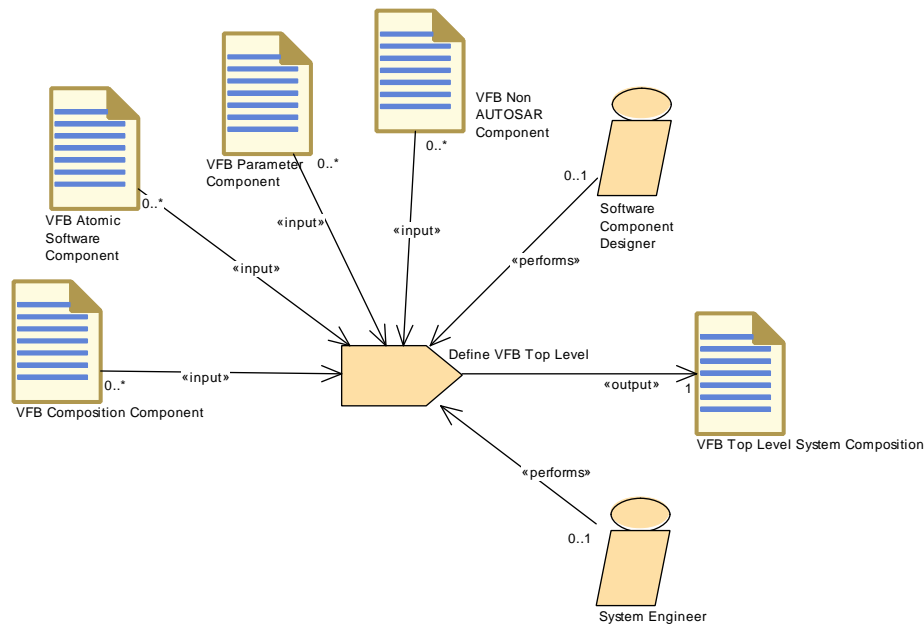 VFB Non
AUTOSAR
Component
0..*
VFB Parameter
Component
0..*
VFB Atomic
Software
Component
0..*
0..1
Software
Component
Designer
«input»
«input»
«input»
«performs»
Define VFB Top Level
0..*
«input»
VFB Composition Component
«output»
1
VFB Top Level System Composition
«performs»
0..1
System Engineer